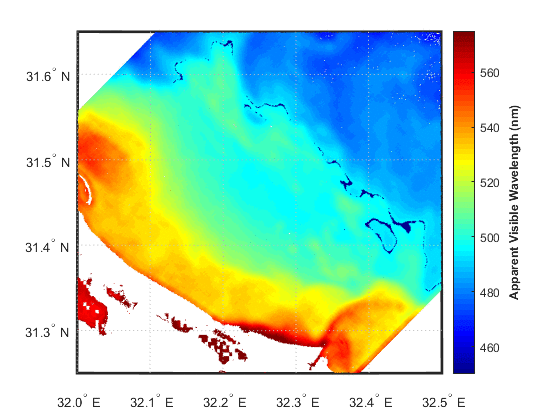 31.6° N
31.5° N
31.4° N
31.3° N
32.0° E
32.1° E
32.2° E
32.3° E
32.4° E
32.5° E
560
540
520
500
480
460
Apparent Visible Wavelength (nm)